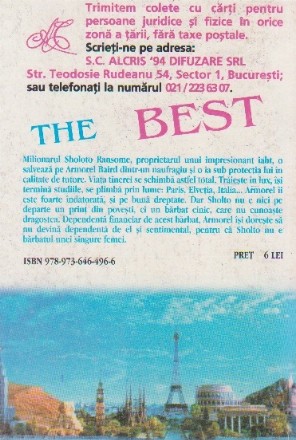 Trimitem colete cu cărți pentru
persoane juridice și fizice în orice
zonă a țării, fără taxe poștale.
Scrieți-ne pe adresa:
S.C. ALCRIS '94 DIFUZARE SRL
Str. Teodosie Rudeanu 54, Sector 1, București;
sau telefonați la numărul 021/223 63 07.
THE BEST
Milionarul Sholoto Ransome, proprietarul unui impresionant iaht, o
salvează pe Armorel Baird dintr-un naufragiu și o ia sub protecția lui în
calitate de tutore. Viața tinerei se schimbă astfel total. Trăiește în lux, își
termină studiile, se plimbă prin lume: Paris, Elveția, Italia... Armorel îi
este foarte îndatorată, si pe bună dreptate. Dar Sholto nu e nici pe
departe un prinț din povești, ci un bărbat cinic, care nu cunoaște
dragostea. Dependentă financiar de acest bărbat, Armorel își dorește să
nu devină dependentă de el și sentimental, pentru că Sholto nu e
bărbatul unei singure femei.
ISBN 978-973-646-496-6 PREȚ 6 LEI